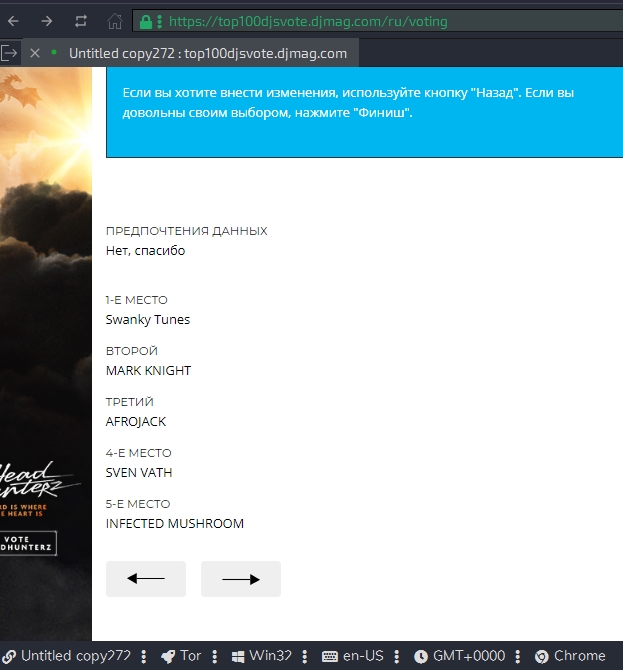 https://top100djsvote.djmag.com/ru/voting
Untitled copy272 : top100djsvote.djmag.com
Если вы хотите внести изменения, используйте кнопку "Назад". Если вы
довольны своим выбором, нажмите "Финиш".
ПРЕДПОЧТЕНИЯ ДАННЫХ
Нет, спасибо
1-Е МЕСТО
Swanky Tunes
ВТОРОЙ
MARK KNIGHT
ТРЕТИЙ
AFROJACK
4-Е МЕСТО
SVEN VATH
5-Е МЕСТО
INFECTED MUSHROOM
Head
IS WHERE
HEART IS
VOTE
DHUNTERZ
Untitled copy272 Tor Win32 en-US GMT+0000 Chrome